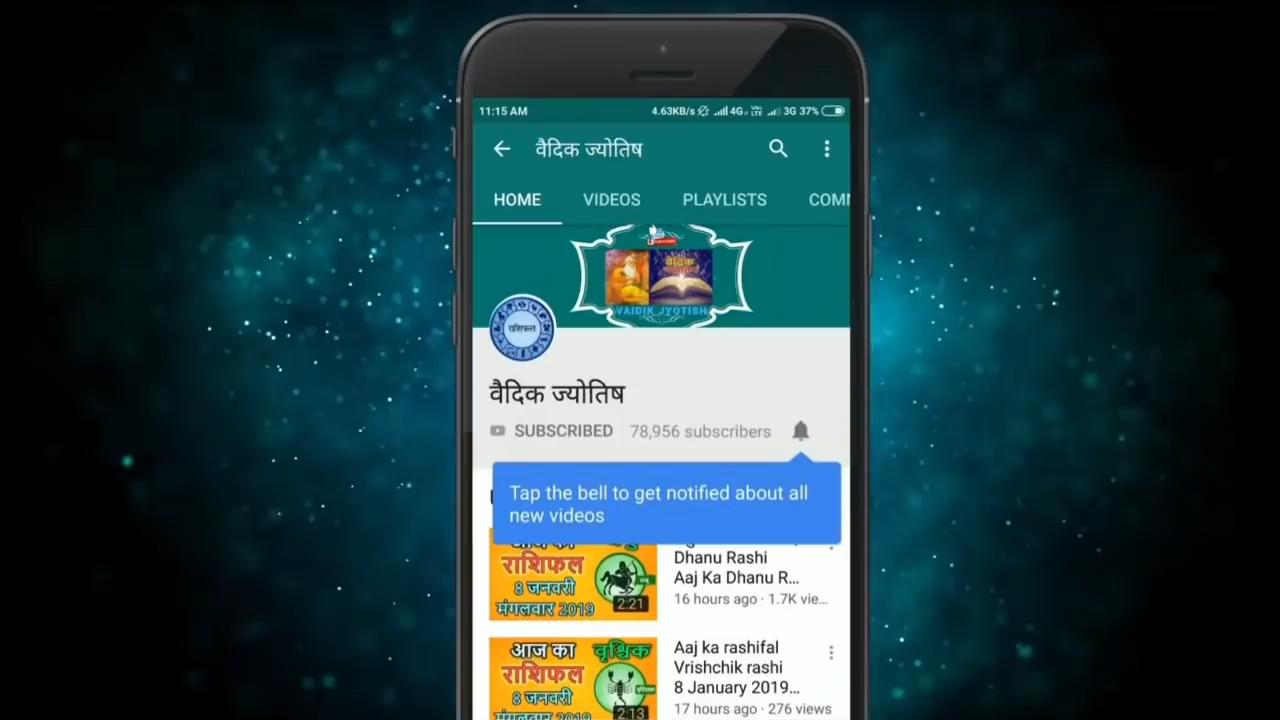 11:15 AM
4.63KB/s 4G VoLTE 3G 37%
वैदिक ज्योतिष
HOME VIDEOS PLAYLISTS COMM
वैदिक
VAIDIK JYOTISH
राशिफल
वैदिक ज्योतिष
SUBSCRIBED 78,956 subscribers
Tap the bell to get notified about all
new videos
राशिफल
8 जनवरी
मंगलवार 2019
2:21
Dhanu Rashi
Aaj Ka Dhanu R...
16 hours ago · 1.7K vie...
आज का वृश्चिक
राशिफल
8 जनवरी
2:13
Aaj ka rashifal
Vrishchik rashi
8 January 2019...
17 hours ago · 276 views